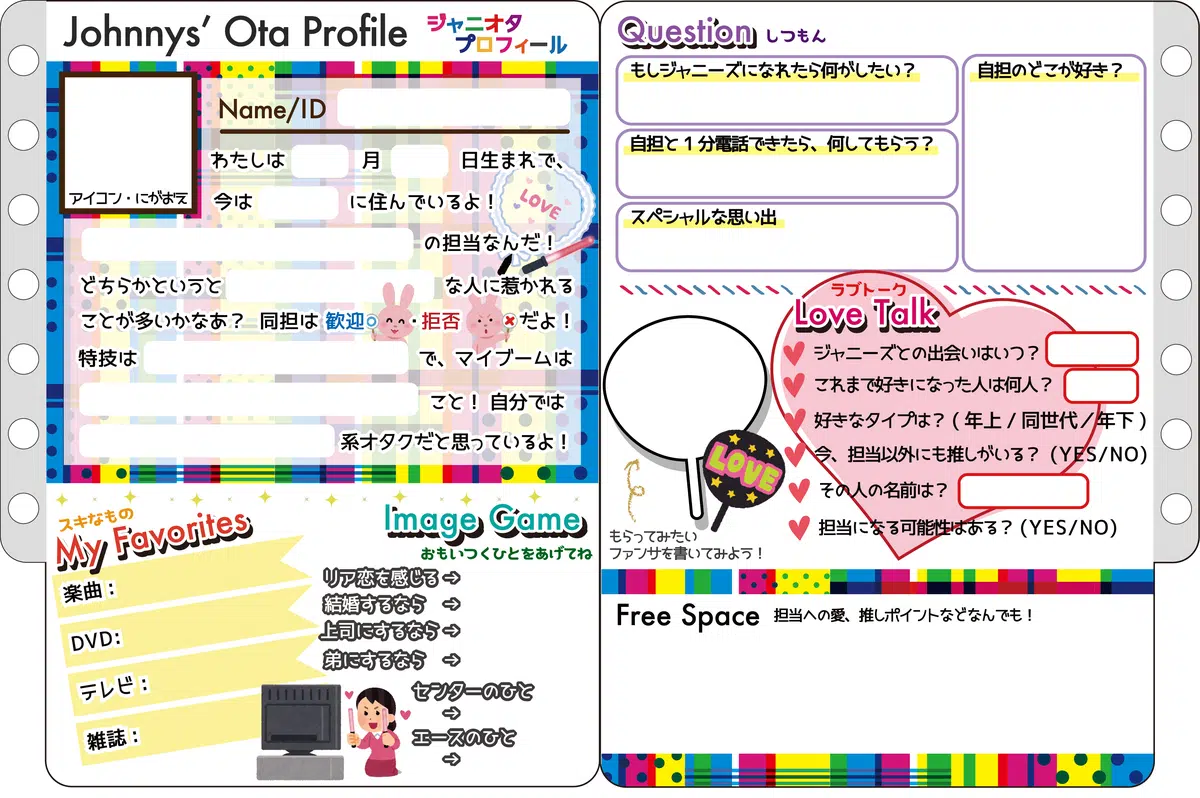 Johnnys' Ota Profile
ジャニオタ
プロフィール
アイコン・にがおえ
Name/ID
わたしは 月 日生まれで、
今は に住んでいるよ！
LOVE
の担当なんだ！
どちらかというと な人に惹かれる
ことが多いかなあ？ 同担は 歓迎○・拒否×だよ！
特技は で、マイブームは
こと！ 自分では
系オタクだと思っているよ！
スキなもの
My Favorites
楽曲：
DVD:
テレビ：
雑誌：
Image Game
おもいつくひとをあげてね
リア恋を感じる→
結婚するなら →
上司にするなら→
弟にするなら →
センターのひと
→
エースのひと
→
Question しつもん
もしジャニーズになれたら何がしたい？
自担と1分電話できたら、何してもらう？
スペシャルな思い出
自担のどこが好き？
ラブトーク
Love Talk
ジャニーズとの出会いはいつ？
これまで好きになった人は何人？
好きなタイプは？（年上 / 同世代 / 年下）
今、担当以外にも推しがいる？（YES/NO）
その人の名前は？
担当になる可能性はある？（YES/NO）
LOVE
もらってみたい
ファンサを書いてみよう！
Free Space 担当への愛、推しポイントなどなんでも！